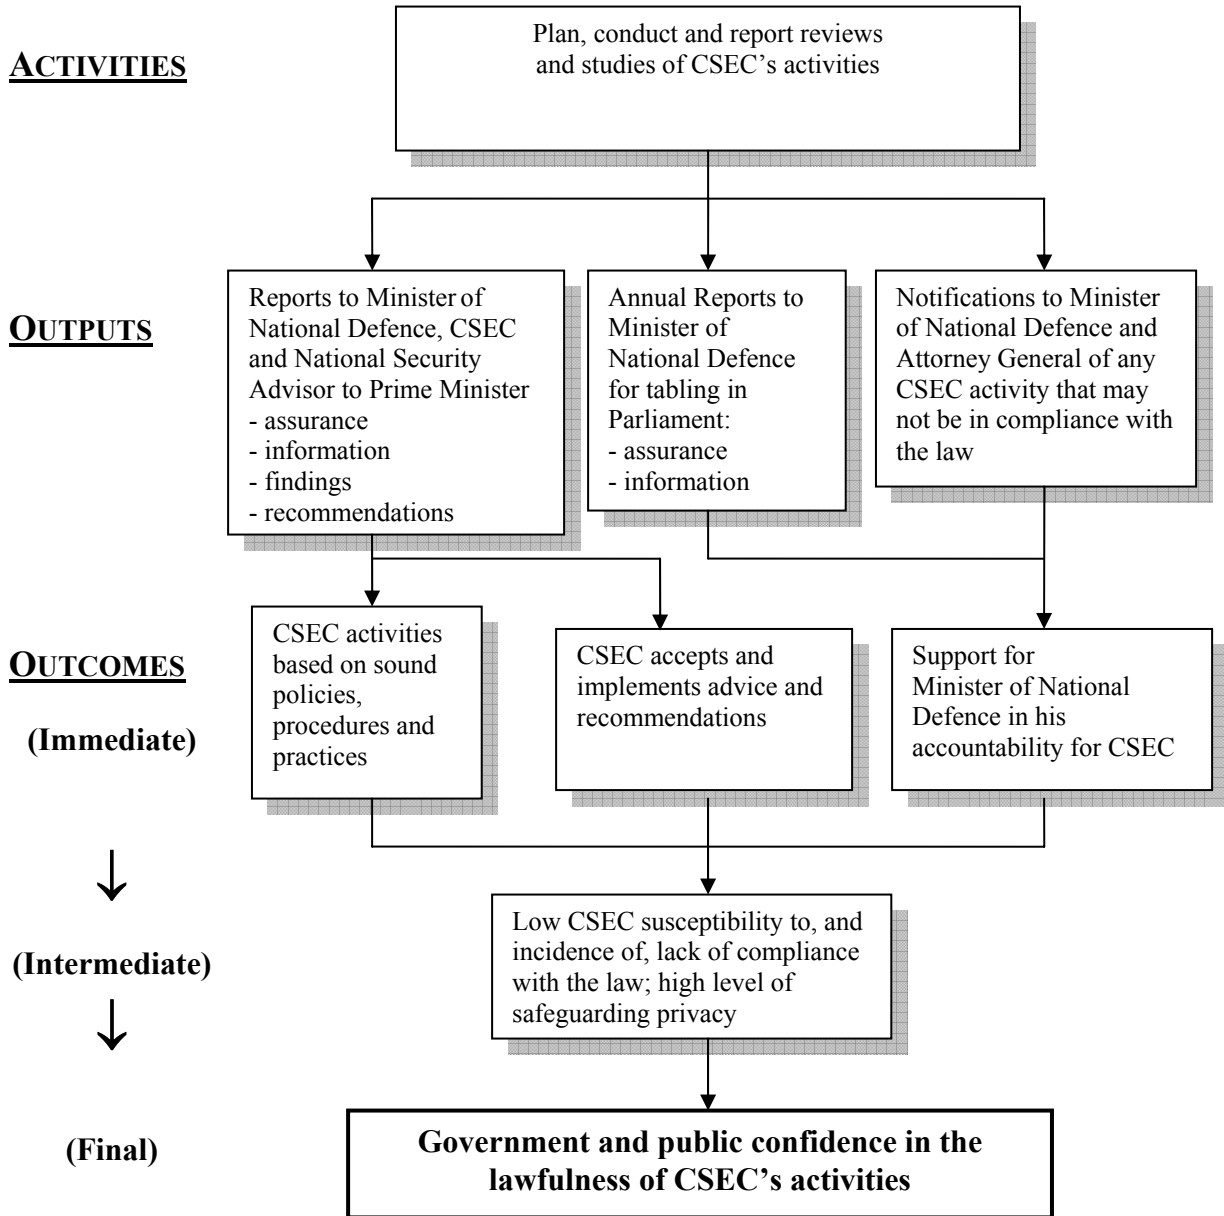 ACTIVITIES
Plan, conduct and report reviews
and studies of CSEC's activities
OUTPUTS
Reports to Minister of
National Defence, CSEC
and National Security
Advisor to Prime Minister
- assurance
- information
- findings
- recommendations
Annual Reports to
Minister of
National Defence
for tabling in
Parliament:
- assurance
- information
Notifications to Minister
of National Defence and
Attorney General of any
CSEC activity that may
not be in compliance with
the law
OUTCOMES
(Immediate)
CSEC activities
based on sound
policies,
procedures and
practices
CSEC accepts and
implements advice and
recommendations
Support for
Minister of National
Defence in his
accountability for CSEC
(Intermediate)
Low CSEC susceptibility to, and
incidence of, lack of compliance
with the law; high level of
safeguarding privacy
(Final)
Government and public confidence in the
lawfulness of CSEC's activities